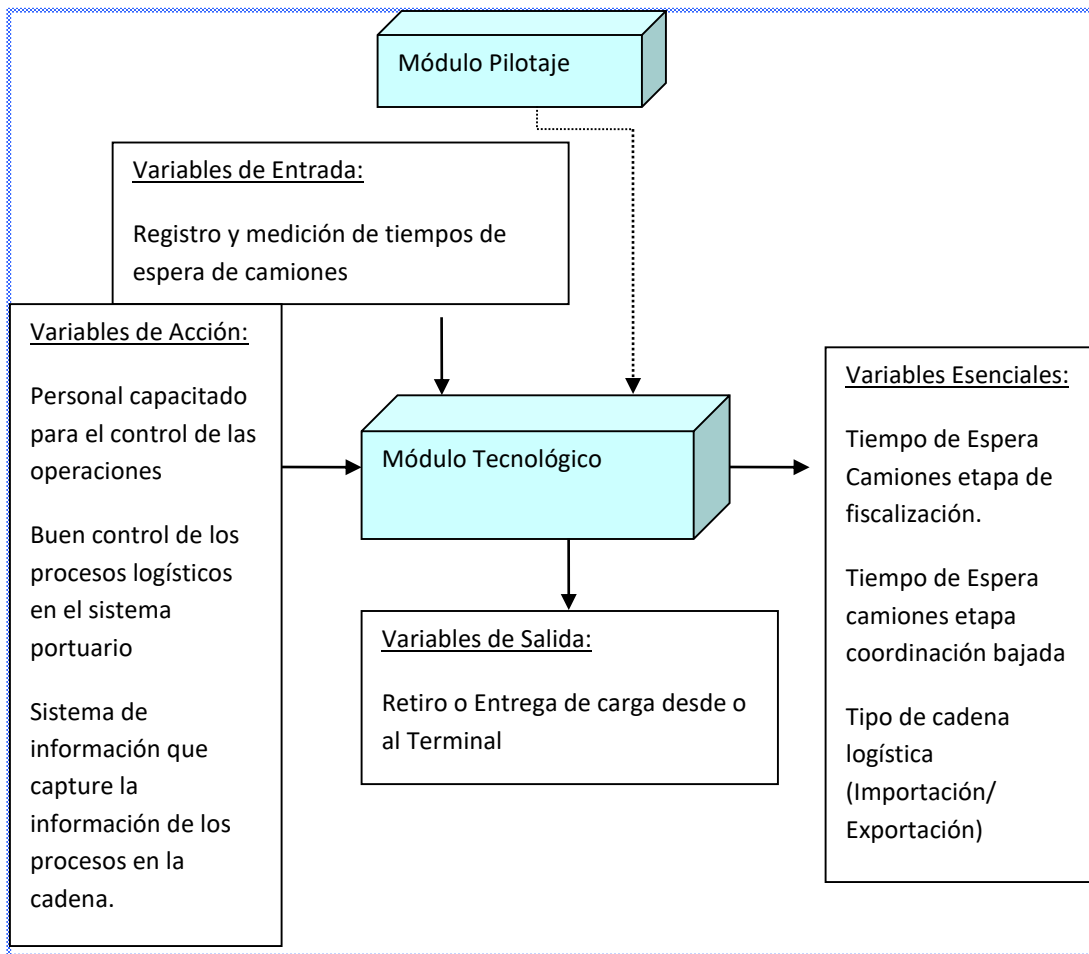 Módulo Pilotaje
Variables de Entrada:
Registro y medición de tiempos de
espera de camiones
Variables de Acción:
Personal capacitado
para el control de las
operaciones
Buen control de los
procesos logísticos
en el sistema
portuario
Sistema de
información que
capture la
información de los
procesos en la
cadena.
Módulo Tecnológico
Variables de Salida:
Retiro o Entrega de carga desde o
al Terminal
Variables Esenciales:
Tiempo de Espera
Camiones etapa de
fiscalización.
Tiempo de Espera
camiones etapa
coordinación bajada
Tipo de cadena
logística
(Importación/
Exportación)